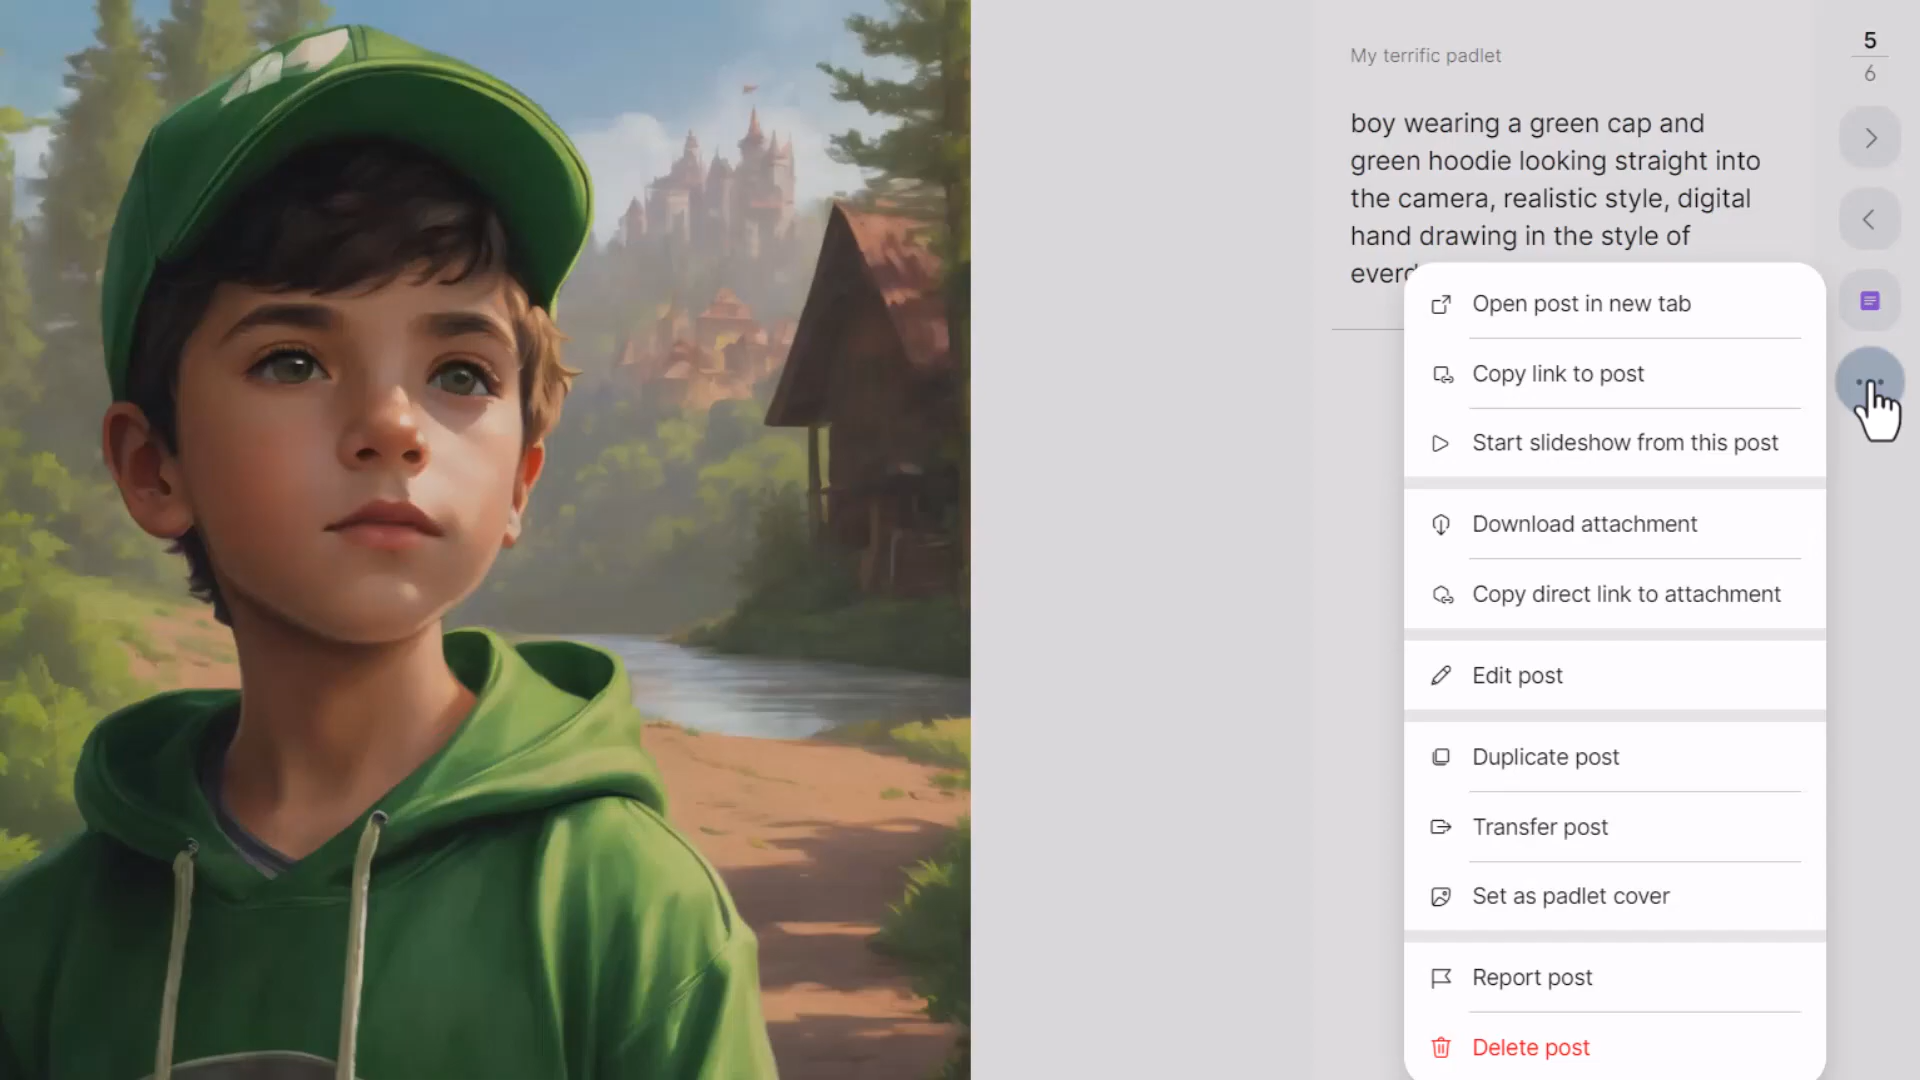 My terrific padlet
5
6
boy wearing a green cap and
green hoodie looking straight into
the camera, realistic style, digital
hand drawing in the style of
Open post in new tab
Copy link to post
Start slideshow from this post
Download attachment
Copy direct link to attachment
Edit post
Duplicate post
Transfer post
Set as padlet cover
Report post
Delete post